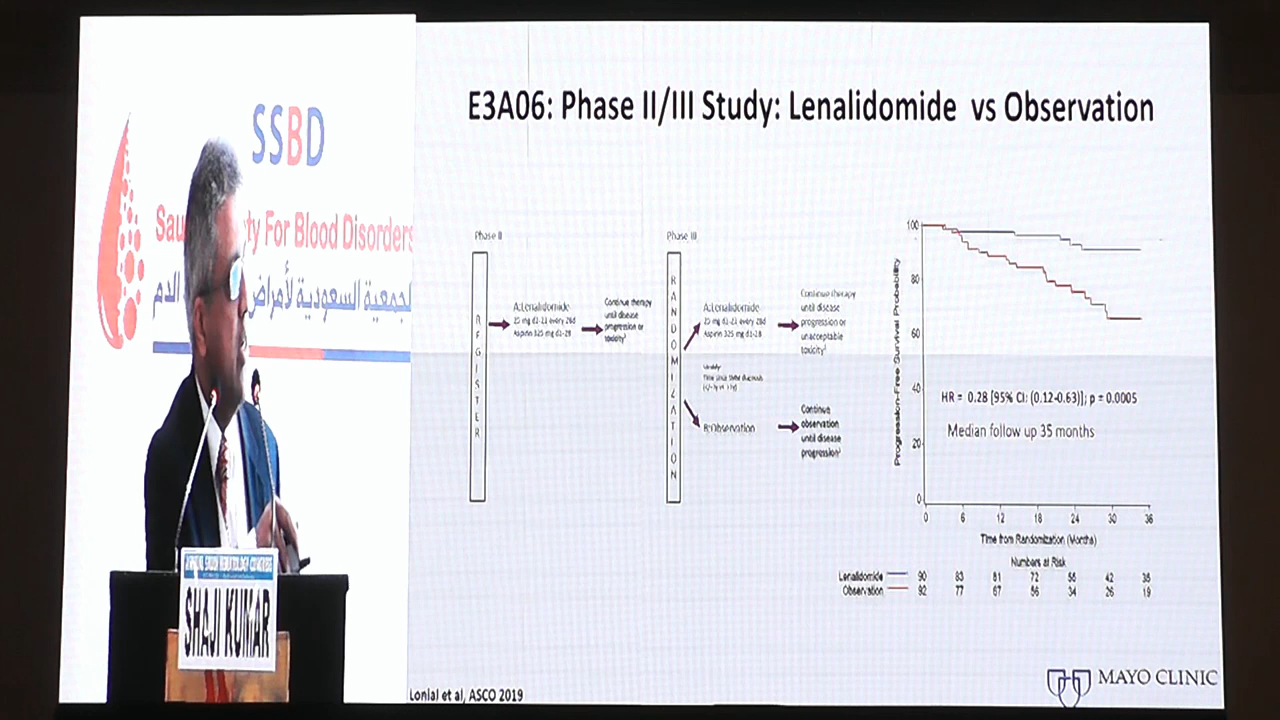 SSBD
Sau ty For Blood Disorders
الجمعية السعودية لأمراض الدم
SHAJI KUMAR
E3A06: Phase II/III Study: Lenalidomide vs Observation
Phase II
REGISTER
A:Lenalidomide
25 mg d1-21 every 28d
Aspirin 325 mg d1-28
Continue therapy
until disease
progression or
toxicity
Phase III
RANDOMIZATION
A:Lenalidomide
25 mg d1-21 every 28d
Aspirin 325 mg d1-28
Continue therapy
until disease
progression or
unacceptable
toxicity
B:Observation
Continue
observation
until disease
progression
Progression-Free Survival Probability
100
80
60
40
20
0
HR = 0.28 [95% CI: (0.12-0.63)]; p = 0.0005
Median follow up 35 months
0 6 12 18 24 30 36
Time from Randomization (Months)
Numbers at Risk
Lenalidomide 90 83 81 72 56 42 35
Observation 92 77 67 56 34 26 19
Lonial et al, ASCO 2019
MAYO CLINIC